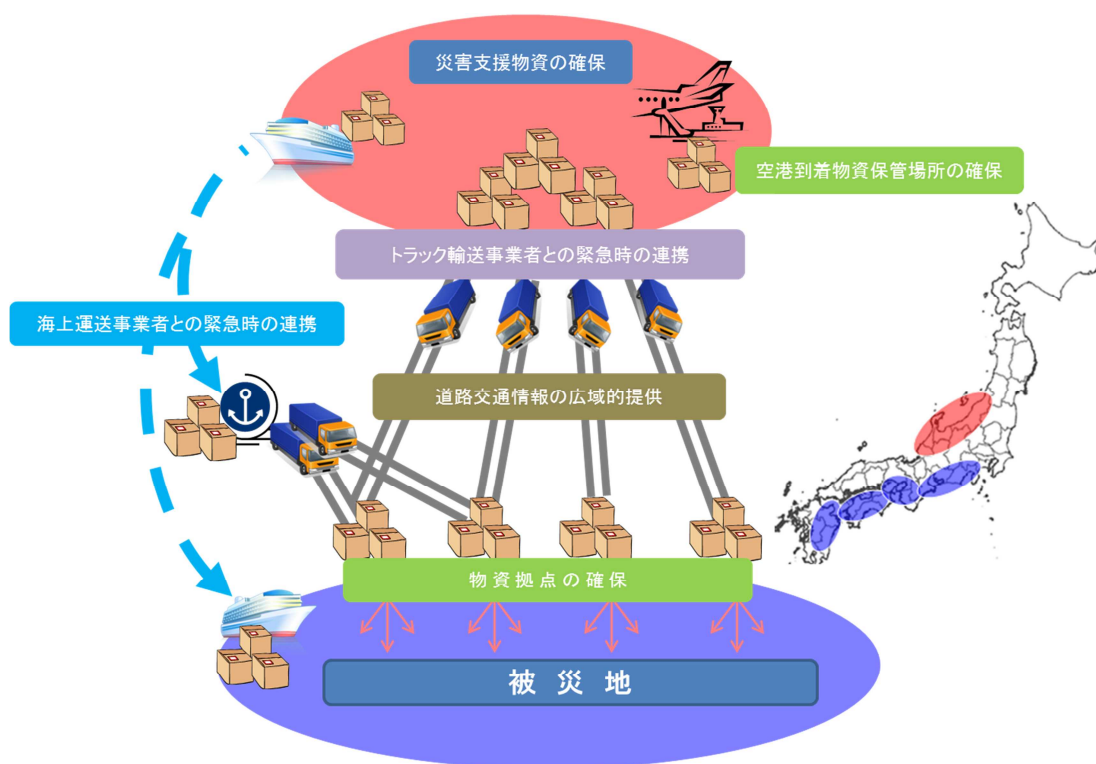 災害支援物資の確保
空港到着物資保管場所の確保
トラック輸送事業者との緊急時の連携
海上運送事業者との緊急時の連携
道路交通情報の広域的提供
物資拠点の確保
被災地